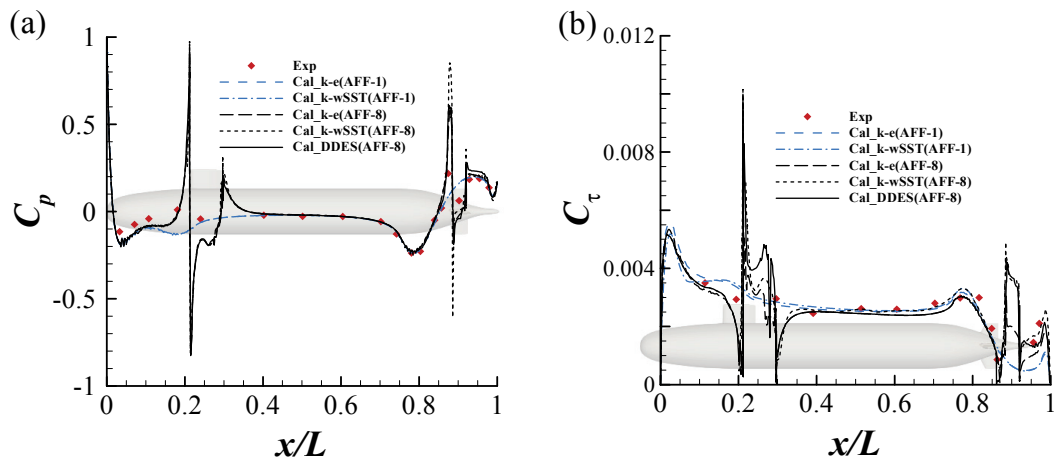 (a)
1
0.5
0
-0.5
-1
C_p
Exp
Cal_k-e(AFF-1)
Cal_k-wSST(AFF-1)
Cal_k-e(AFF-8)
Cal_k-wSST(AFF-8)
Cal_DDES(AFF-8)
0 0.2 0.4 0.6 0.8 1
x/L
(b)
0.012
0.008
0.004
0
C_τ
Exp
Cal_k-e(AFF-1)
Cal_k-wSST(AFF-1)
Cal_k-e(AFF-8)
Cal_k-wSST(AFF-8)
Cal_DDES(AFF-8)
0 0.2 0.4 0.6 0.8 1
x/L